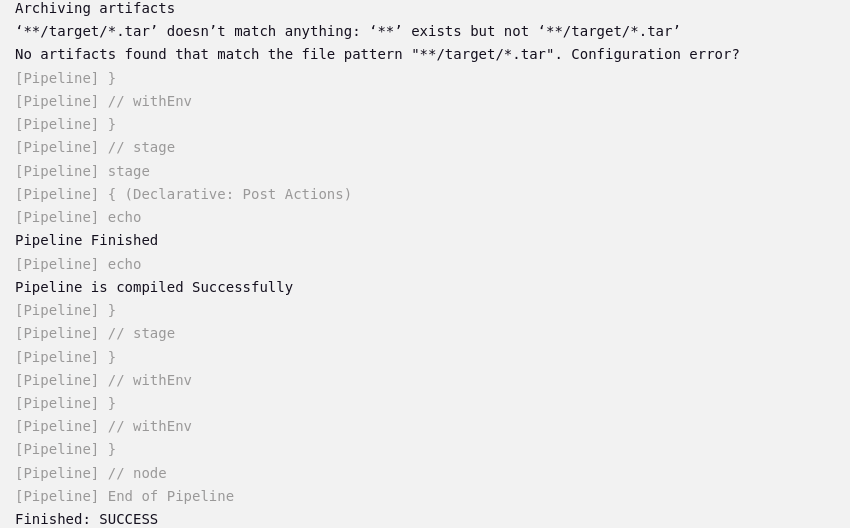 Archiving artifacts
‘**/target/*.tar’ doesn’t match anything: ‘**’ exists but not ‘**/target/*.tar’
No artifacts found that match the file pattern "**/target/*.tar". Configuration error?
[Pipeline] }
[Pipeline] // withEnv
[Pipeline] }
[Pipeline] // stage
[Pipeline] stage
[Pipeline] { (Declarative: Post Actions)
[Pipeline] echo
Pipeline Finished
[Pipeline] echo
Pipeline is compiled Successfully
[Pipeline] }
[Pipeline] // stage
[Pipeline] }
[Pipeline] // withEnv
[Pipeline] }
[Pipeline] // withEnv
[Pipeline] }
[Pipeline] // node
[Pipeline] End of Pipeline
Finished: SUCCESS